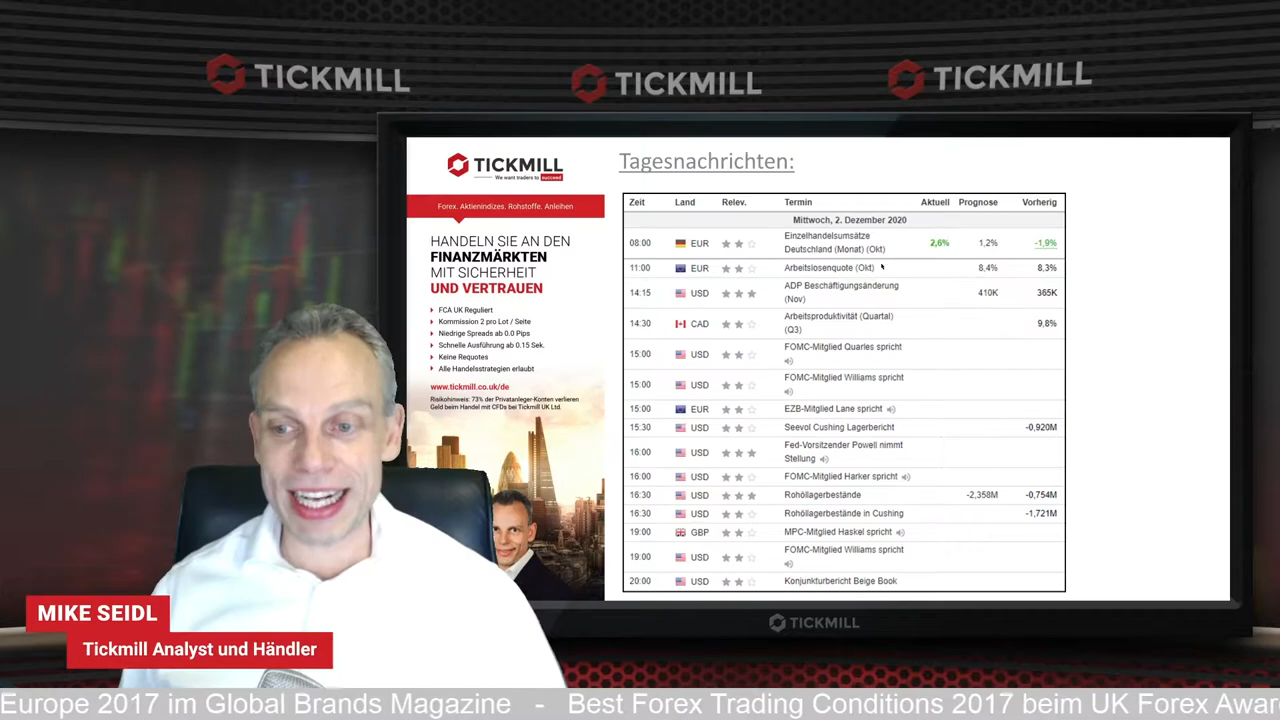 TICKMILL
TICKMILL
TICKMILL
TICKMILL
We want traders to succeed
Forex. Aktienindizes. Rohstoffe. Anleihen
HANDELN SIE AN DEN
FINANZMÄRKTEN
MIT SICHERHEIT
UND VERTRAUEN
FCA UK Reguliert
Kommission 2 pro Lot / Seite
Niedrige Spreads ab 0.0 Pips
Schnelle Ausführung ab 0.15 Sek.
Keine Requotes
Alle Handelsstrategien erlaubt
www.tickmill.co.uk/de
Risikohinweis: 73% der Privatanleger-Konten verlieren
Geld beim Handel mit CFDs bei Tickmill UK Ltd.
Tagesnachrichten:
Zeit Land Relev. Termin Aktuell Prognose Vorherig
Mittwoch, 2. Dezember 2020
08:00 EUR Einzelhandelsumsätze
Deutschland (Monat) (Okt) 2,6% 1,2% -1,9%
11:00 EUR Arbeitslosenquote (Okt) 8,4% 8,3%
14:15 USD ADP Beschäftigungsänderung
(Nov) 410K 365K
14:30 CAD Arbeitsproduktivität (Quartal)
(Q3) 9,8%
15:00 USD FOMC-Mitglied Quarles spricht
15:00 USD FOMC-Mitglied Williams spricht
15:00 EUR EZB-Mitglied Lane spricht
15:30 USD Seevol Cushing Lagerbericht -0,920M
16:00 USD Fed-Vorsitzender Powell nimmt
Stellung
16:00 USD FOMC-Mitglied Harker spricht
16:30 USD Rohöllagerbestände -2,358M -0,754M
16:30 USD Rohöllagerbestände in Cushing -1,721M
19:00 GBP MPC-Mitglied Haskel spricht
19:00 USD FOMC-Mitglied Williams spricht
20:00 USD Konjunkturbericht Beige Book
TICKMILL
MIKE SEIDL
Tickmill Analyst und Händler
Europe 2017 im Global Brands Magazine - Best Forex Trading Conditions 2017 beim UK Forex Awar